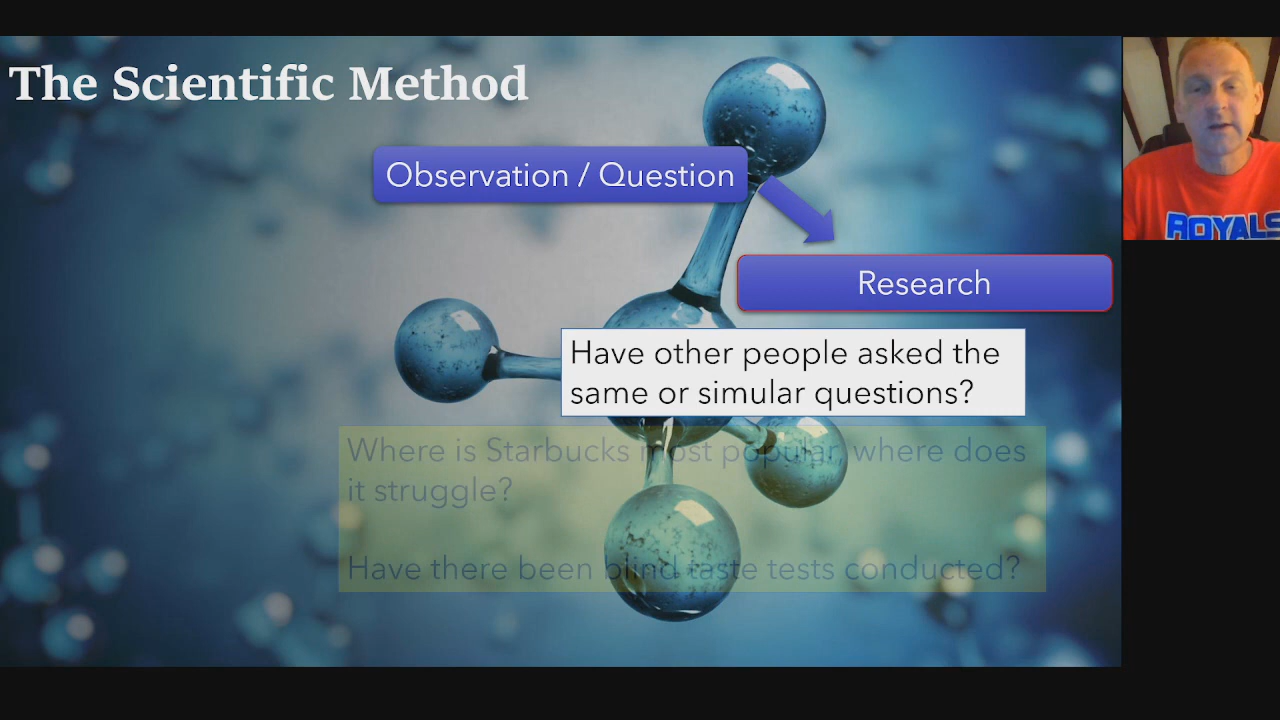 The Scientific Method
Observation / Question
Research
Have other people asked the
same or simular questions?
Where is Starbucks most popular, where does
it struggle?
Have there been blind taste tests conducted?
ROYALS